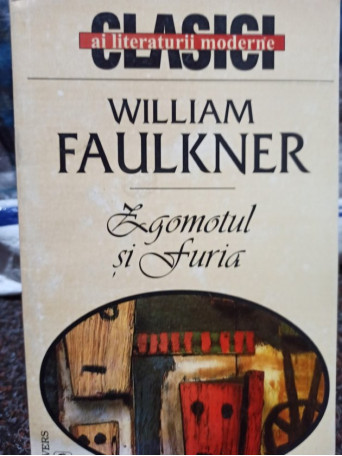 CLASICI
ai literaturii moderne
WILLIAM
FAULKNER
Zgomotul
și Furia